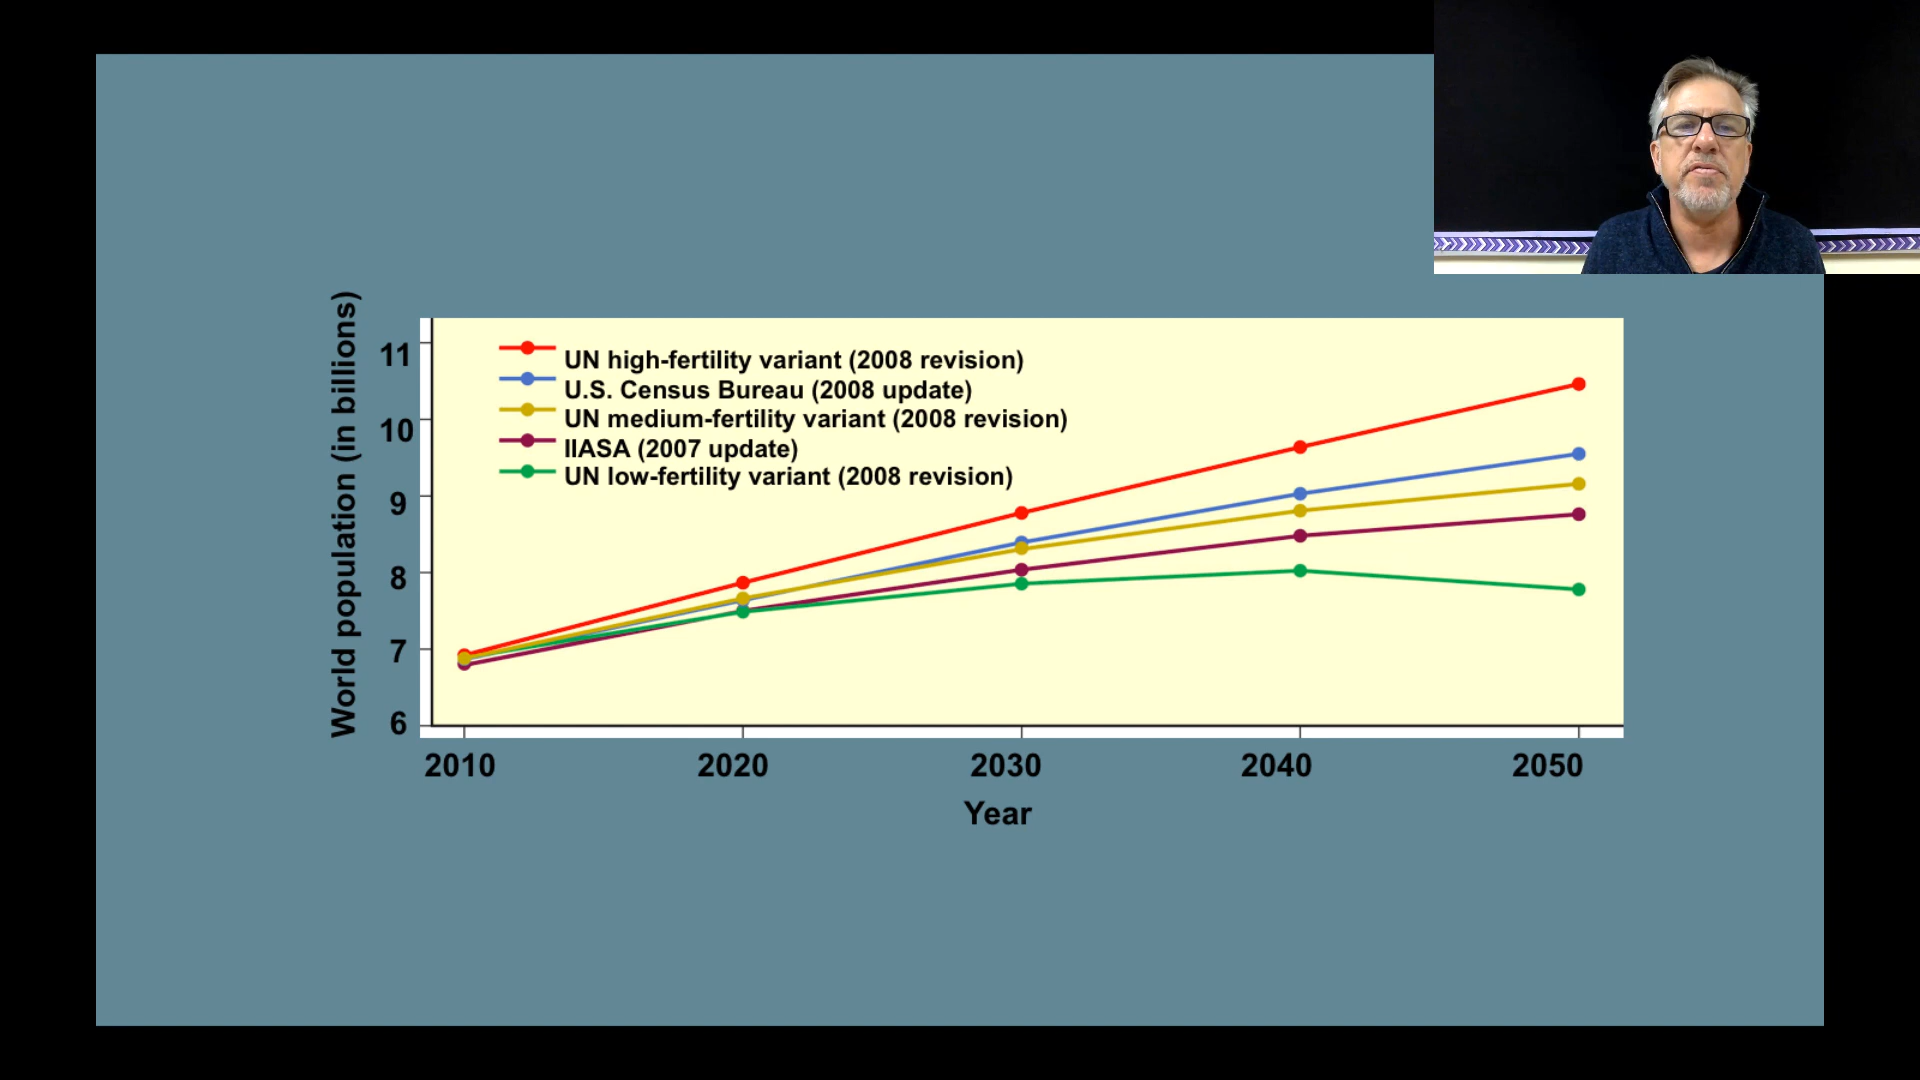 World population (in billions)
11
10
9
8
7
6
UN high-fertility variant (2008 revision)
U.S. Census Bureau (2008 update)
UN medium-fertility variant (2008 revision)
IIASA (2007 update)
UN low-fertility variant (2008 revision)
2010 2020 2030 2040 2050
Year